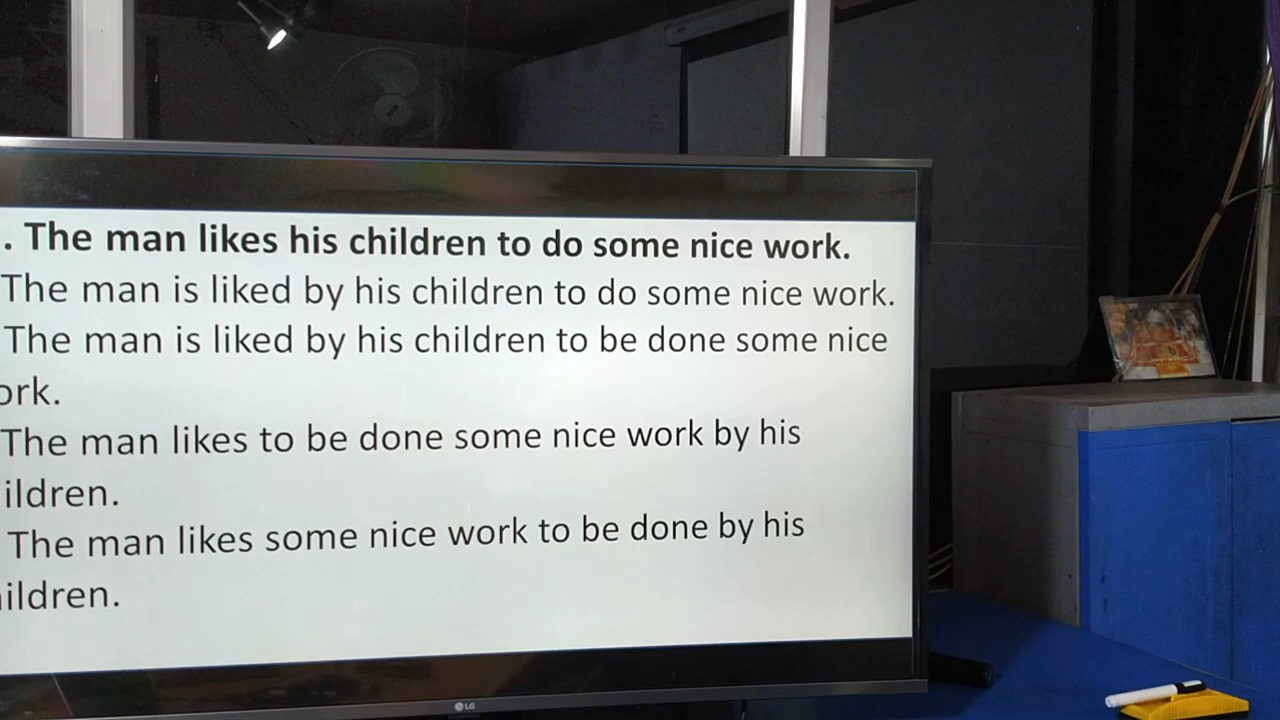 . The man likes his children to do some nice work.
The man is liked by his children to do some nice work.
The man is liked by his children to be done some nice
ork.
The man likes to be done some nice work by his
ildren.
The man likes some nice work to be done by his
ildren.
LG